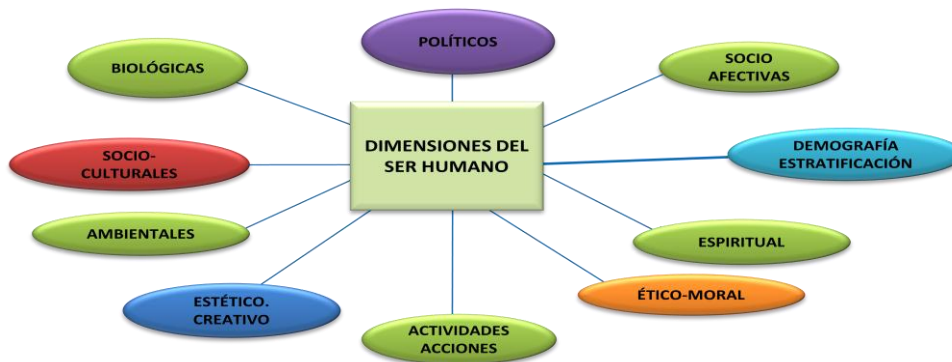 POLÍTICOS
BIOLÓGICAS
SOCIO
AFECTIVAS
DIMENSIONES DEL
SER HUMANO
SOCIO-
CULTURALES
DEMOGRAFÍA
ESTRATIFICACIÓN
AMBIENTALES
ESPIRITUAL
ESTÉTICO.
CREATIVO
ÉTICO-MORAL
ACTIVIDADES
ACCIONES